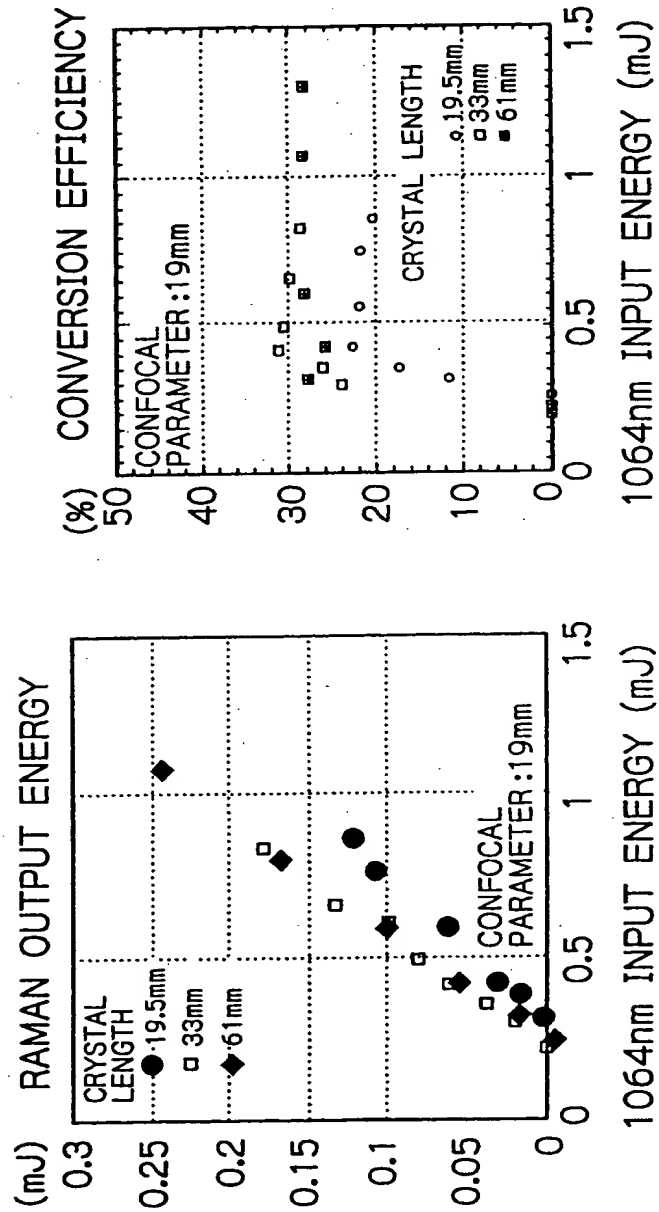 (mJ) RAMAN OUTPUT ENERGY
0.3
0.25
0.2
0.15
0.1
0.05
0
CRYSTAL
LENGTH
19.5mm
33mm
61mm
CONFOCAL
PARAMETER:19mm
0
0.5
1
1.5
1064nm INPUT ENERGY (mJ)
(%) CONVERSION EFFICIENCY
50
40
30
20
10
0
CONFOCAL
PARAMETER:19mm
CRYSTAL LENGTH
19.5mm
33mm
61mm
0
0.5
1
1.5
1064nm INPUT ENERGY (mJ)